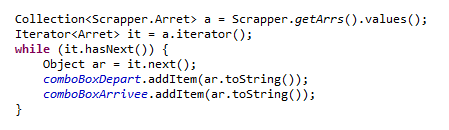 Collection<Scrapper.Arret> a = Scrapper.getArrs().values();
Iterator<Arret> it = a.iterator();
while (it.hasNext()) {
    Object ar = it.next();
    comboBoxDepart.addItem(ar.toString());
    comboBoxArrivee.addItem(ar.toString());
}